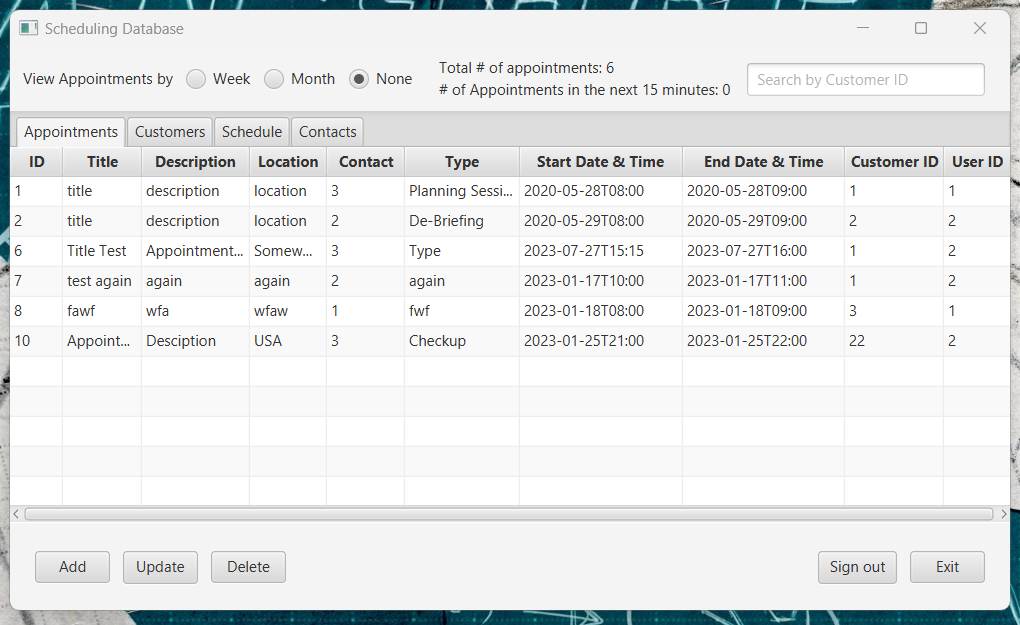 Scheduling Database
View Appointments by Week Month None
Total # of appointments: 6
# of Appointments in the next 15 minutes: 0
Search by Customer ID
Appointments Customers Schedule Contacts
ID Title Description Location Contact Type Start Date & Time End Date & Time Customer ID User ID
1 title description location 3 Planning Sessi... 2020-05-28T08:00 2020-05-28T09:00 1 1
2 title description location 2 De-Briefing 2020-05-29T08:00 2020-05-29T09:00 2 2
6 Title Test Appointment... Somew... 3 Type 2023-07-27T15:15 2023-07-27T16:00 1 2
7 test again again again 2 again 2023-01-17T10:00 2023-01-17T11:00 1 2
8 fawf wfa wfaw 1 fwf 2023-01-18T08:00 2023-01-18T09:00 3 1
10 Appoint... Desciption USA 3 Checkup 2023-01-25T21:00 2023-01-25T22:00 22 2
Add Update Delete Sign out Exit